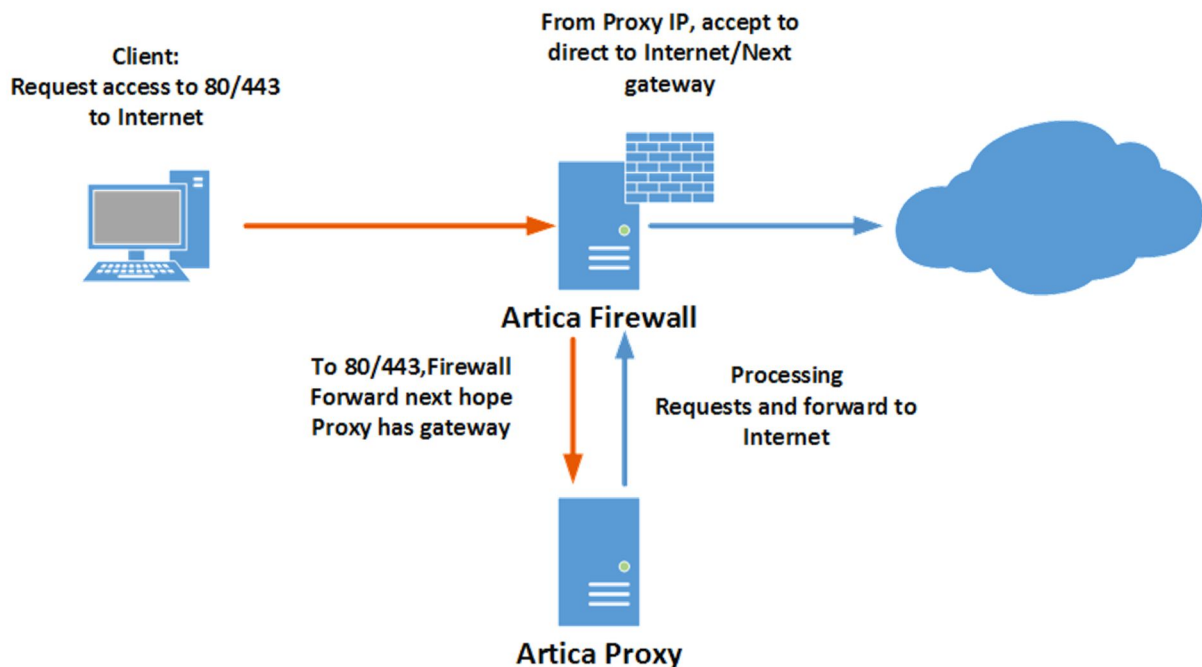 Client:
Request access to 80/443
to Internet
From Proxy IP, accept to
direct to Internet/Next
gateway
Artica Firewall
To 80/443,Firewall
Forward next hope
Proxy has gateway
Processing
Requests and forward to
Internet
Artica Proxy